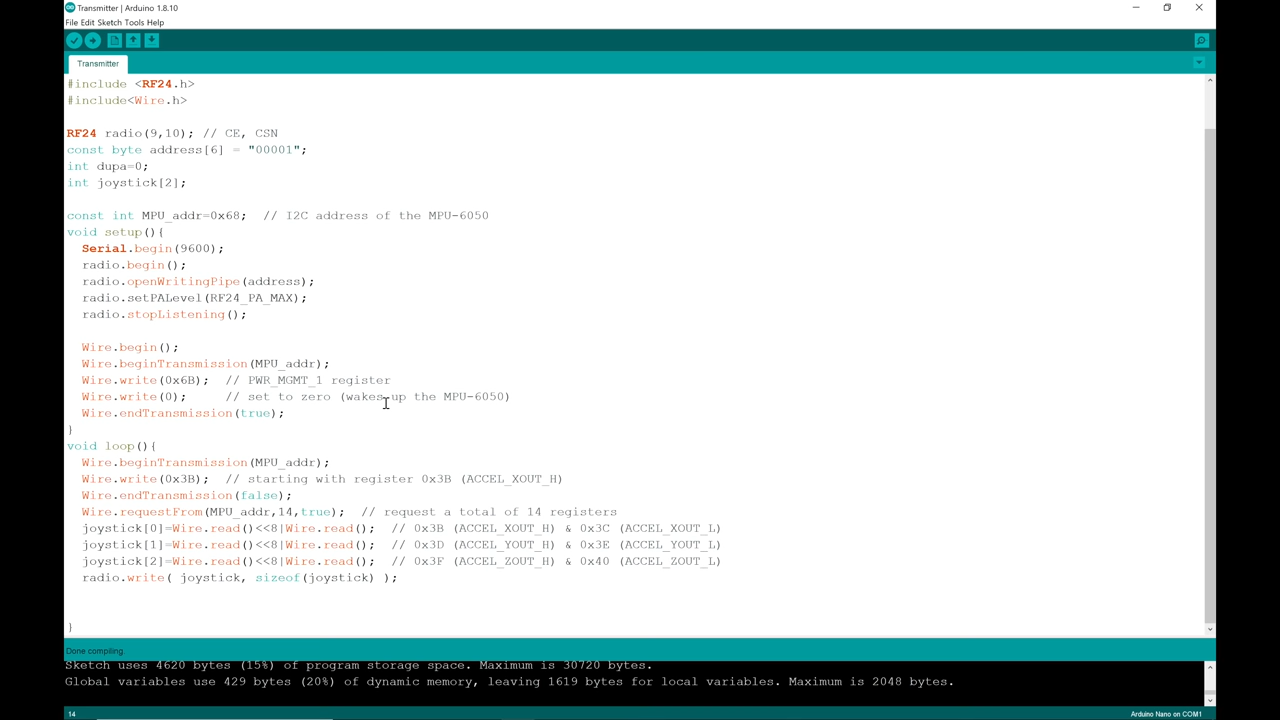 Transmitter | Arduino 1.8.10
File Edit Sketch Tools Help
Transmitter
#include <RF24.h>
#include<Wire.h>
RF24 radio(9,10); // CE, CSN
const byte address[6] = "00001";
int dupa=0;
int joystick[2];
const int MPU_addr=0x68;  // I2C address of the MPU-6050
void setup(){
  Serial.begin(9600);
  radio.begin();
  radio.openWritingPipe(address);
  radio.setPALevel(RF24_PA_MAX);
  radio.stopListening();
  Wire.begin();
  Wire.beginTransmission(MPU_addr);
  Wire.write(0x6B);  // PWR_MGMT_1 register
  Wire.write(0);     // set to zero (wakes up the MPU-6050)
  Wire.endTransmission(true);
}
void loop(){
  Wire.beginTransmission(MPU_addr);
  Wire.write(0x3B);  // starting with register 0x3B (ACCEL_XOUT_H)
  Wire.endTransmission(false);
  Wire.requestFrom(MPU_addr,14,true);  // request a total of 14 registers
  joystick[0]=Wire.read()<<8|Wire.read();  // 0x3B (ACCEL_XOUT_H) & 0x3C (ACCEL_XOUT_L)
  joystick[1]=Wire.read()<<8|Wire.read();  // 0x3D (ACCEL_YOUT_H) & 0x3E (ACCEL_YOUT_L)
  joystick[2]=Wire.read()<<8|Wire.read();  // 0x3F (ACCEL_ZOUT_H) & 0x40 (ACCEL_ZOUT_L)
  radio.write( joystick, sizeof(joystick) );
}
Done compiling.
Sketch uses 4620 bytes (15%) of program storage space. Maximum is 30720 bytes.
Global variables use 429 bytes (20%) of dynamic memory, leaving 1619 bytes for local variables. Maximum is 2048 bytes.
14
Arduino Nano on COM1